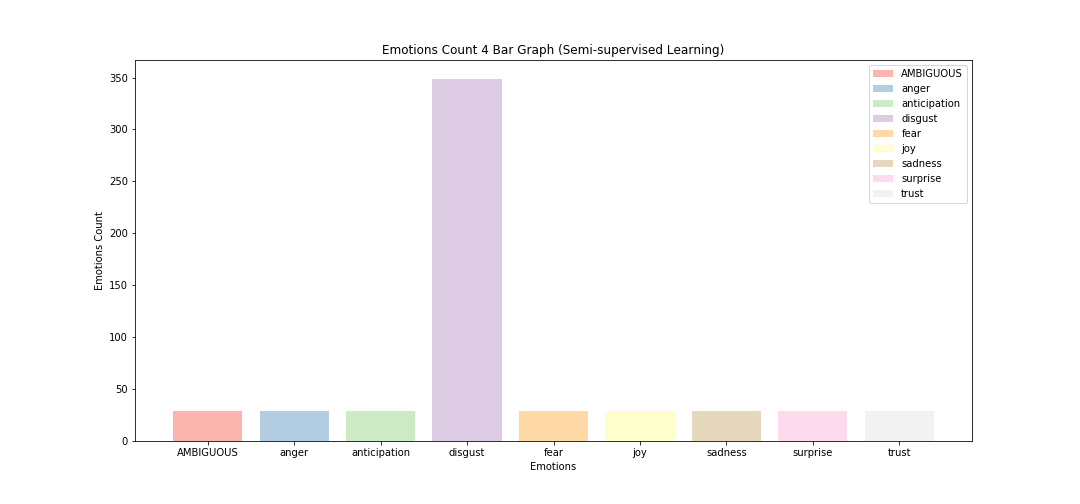 Emotions Count 4 Bar Graph (Semi-supervised Learning)
350
300
250
200
150
100
50
0
Emotions Count
AMBIGUOUS
anger
anticipation
disgust
fear
joy
sadness
surprise
trust
AMBIGUOUS anger anticipation disgust fear joy sadness surprise trust
Emotions